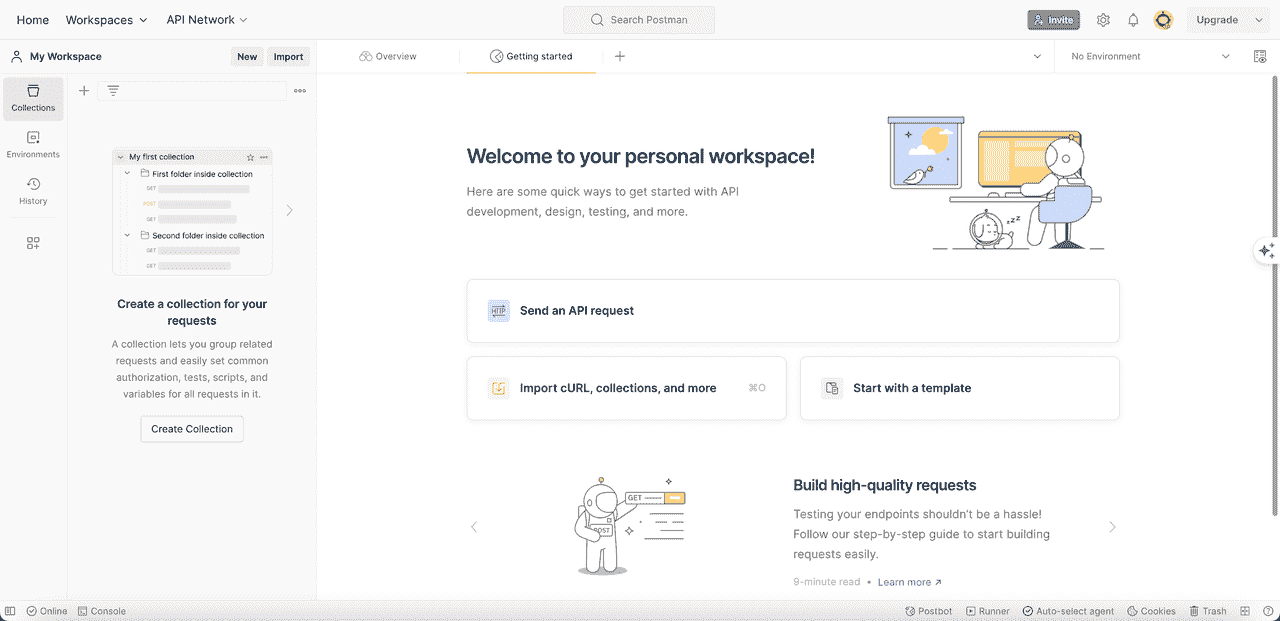 Home Workspaces API Network Search Postman Invite Upgrade
My Workspace New Import Overview Getting started No Environment
Collections
Environments
History
My first collection
First folder inside collection
GET
POST
GET
Second folder inside collection
GET
GET
Create a collection for your
requests
A collection lets you group related
requests and easily set common
authorization, tests, scripts, and
variables for all requests in it.
Create Collection
Welcome to your personal workspace!
Here are some quick ways to get started with API
development, design, testing, and more.
zzz
HTTP
Send an API request
Import cURL, collections, and more ⌘O
Start with a template
GET
POST
Build high-quality requests
Testing your endpoints shouldn't be a hassle!
Follow our step-by-step guide to start building
requests easily.
9-minute read • Learn more ↗
Online Console Postbot Runner Auto-select agent Cookies Trash